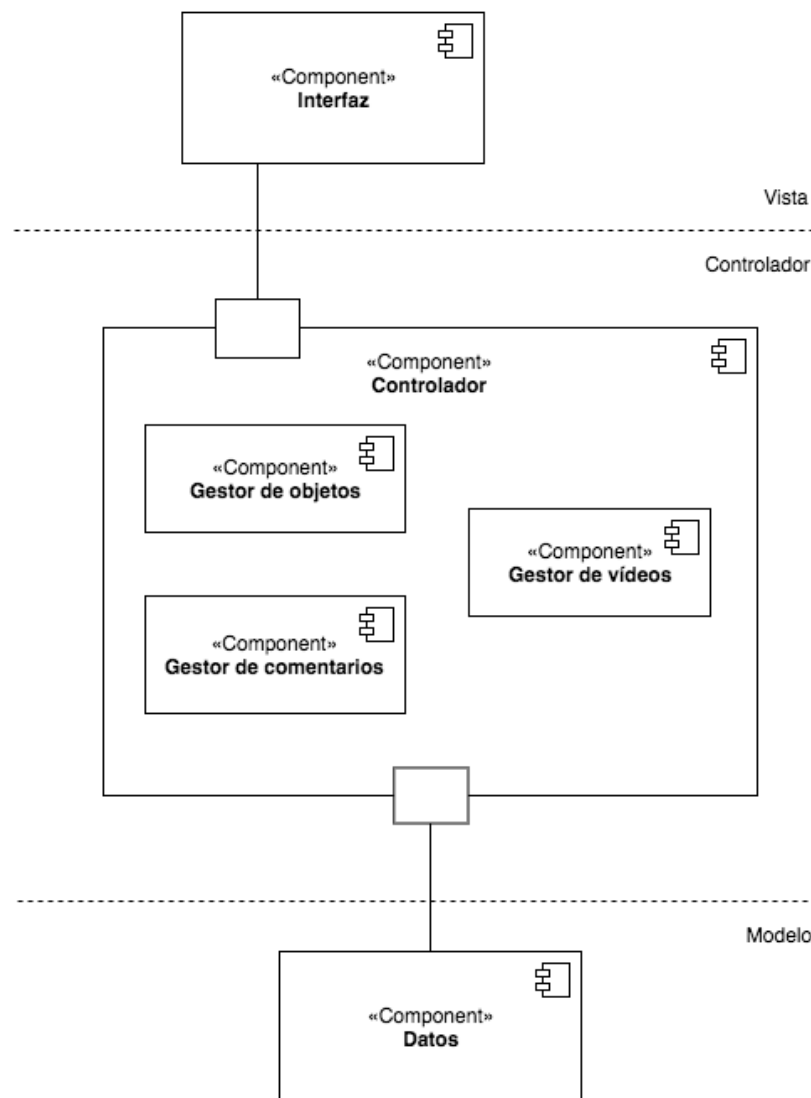 «Component»
Interfaz
Vista
Controlador
«Component»
Controlador
«Component»
Gestor de objetos
«Component»
Gestor de vídeos
«Component»
Gestor de comentarios
Modelo
«Component»
Datos